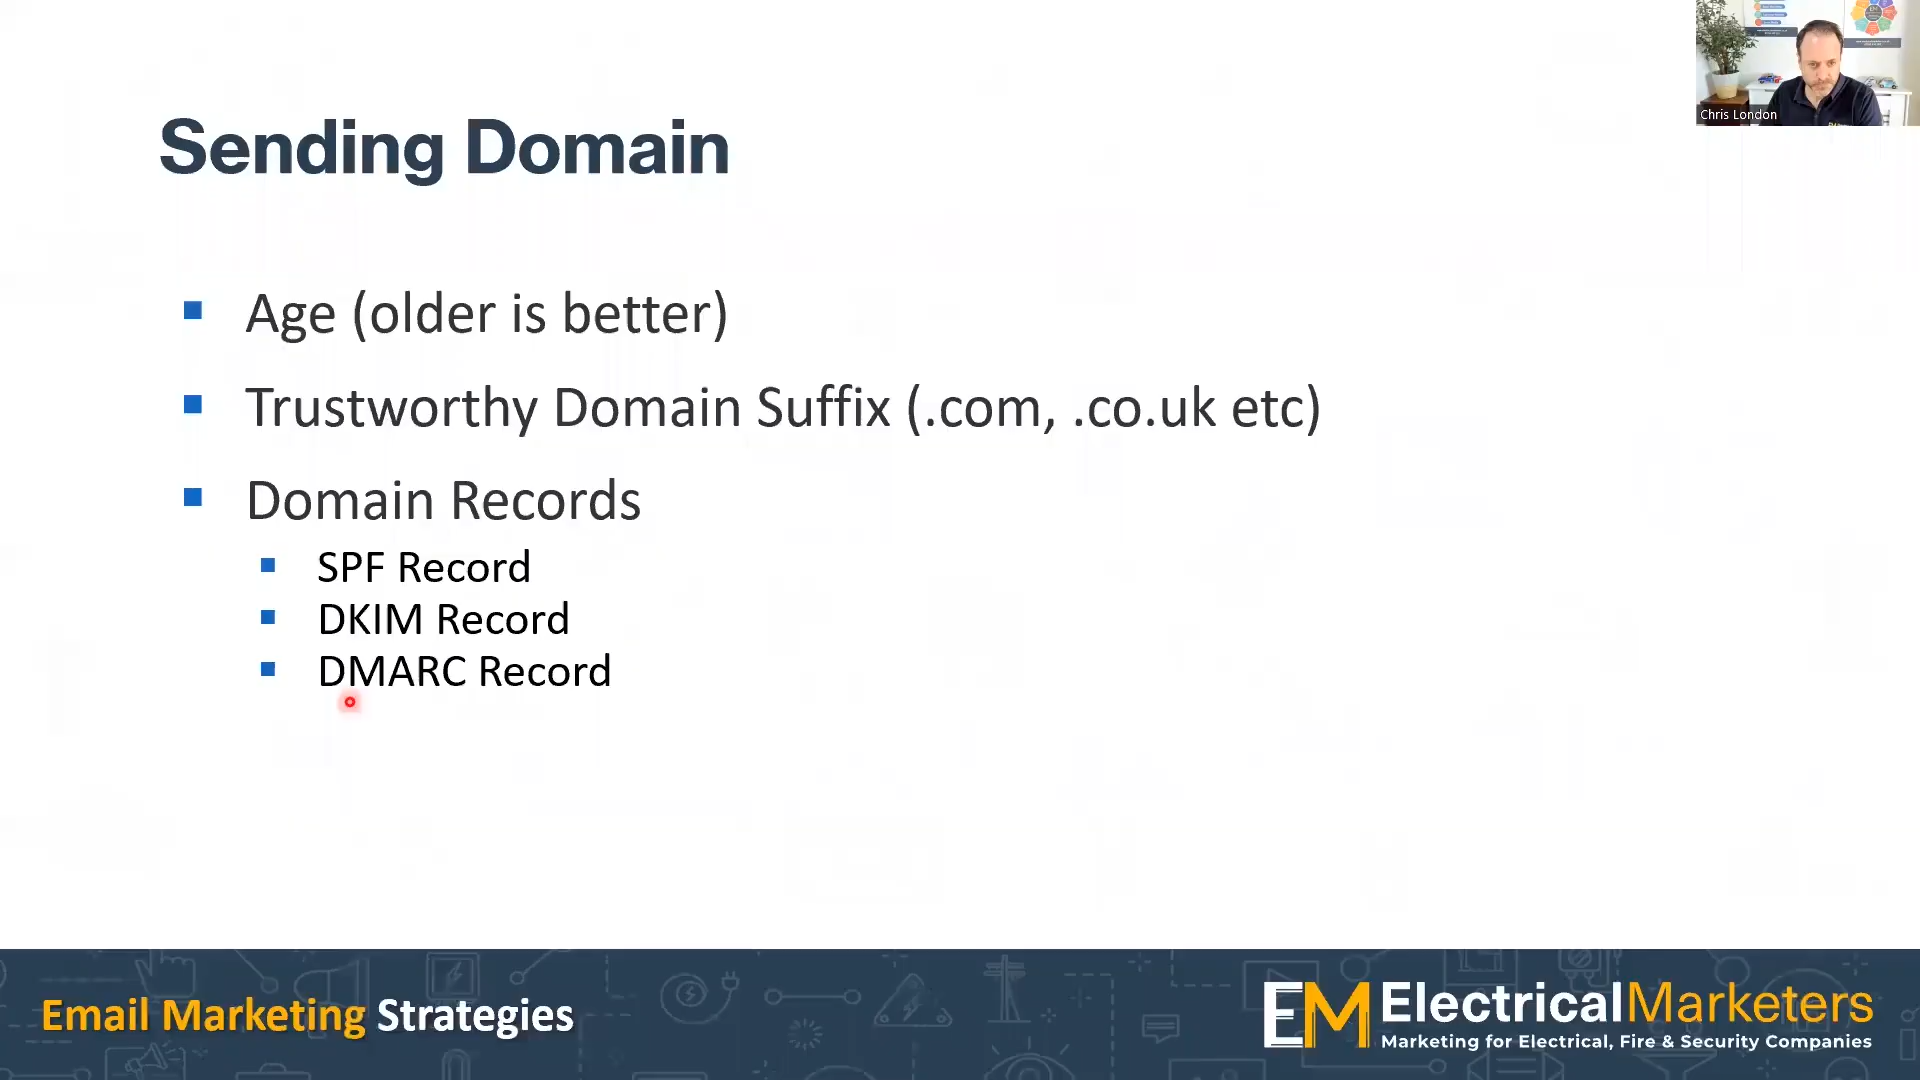 Chris London
Sending Domain
Age (older is better)
Trustworthy Domain Suffix (.com, .co.uk etc)
Domain Records
SPF Record
DKIM Record
DMARC Record
Email Marketing Strategies
EM ElectricalMarketers
Marketing for Electrical, Fire & Security Companies